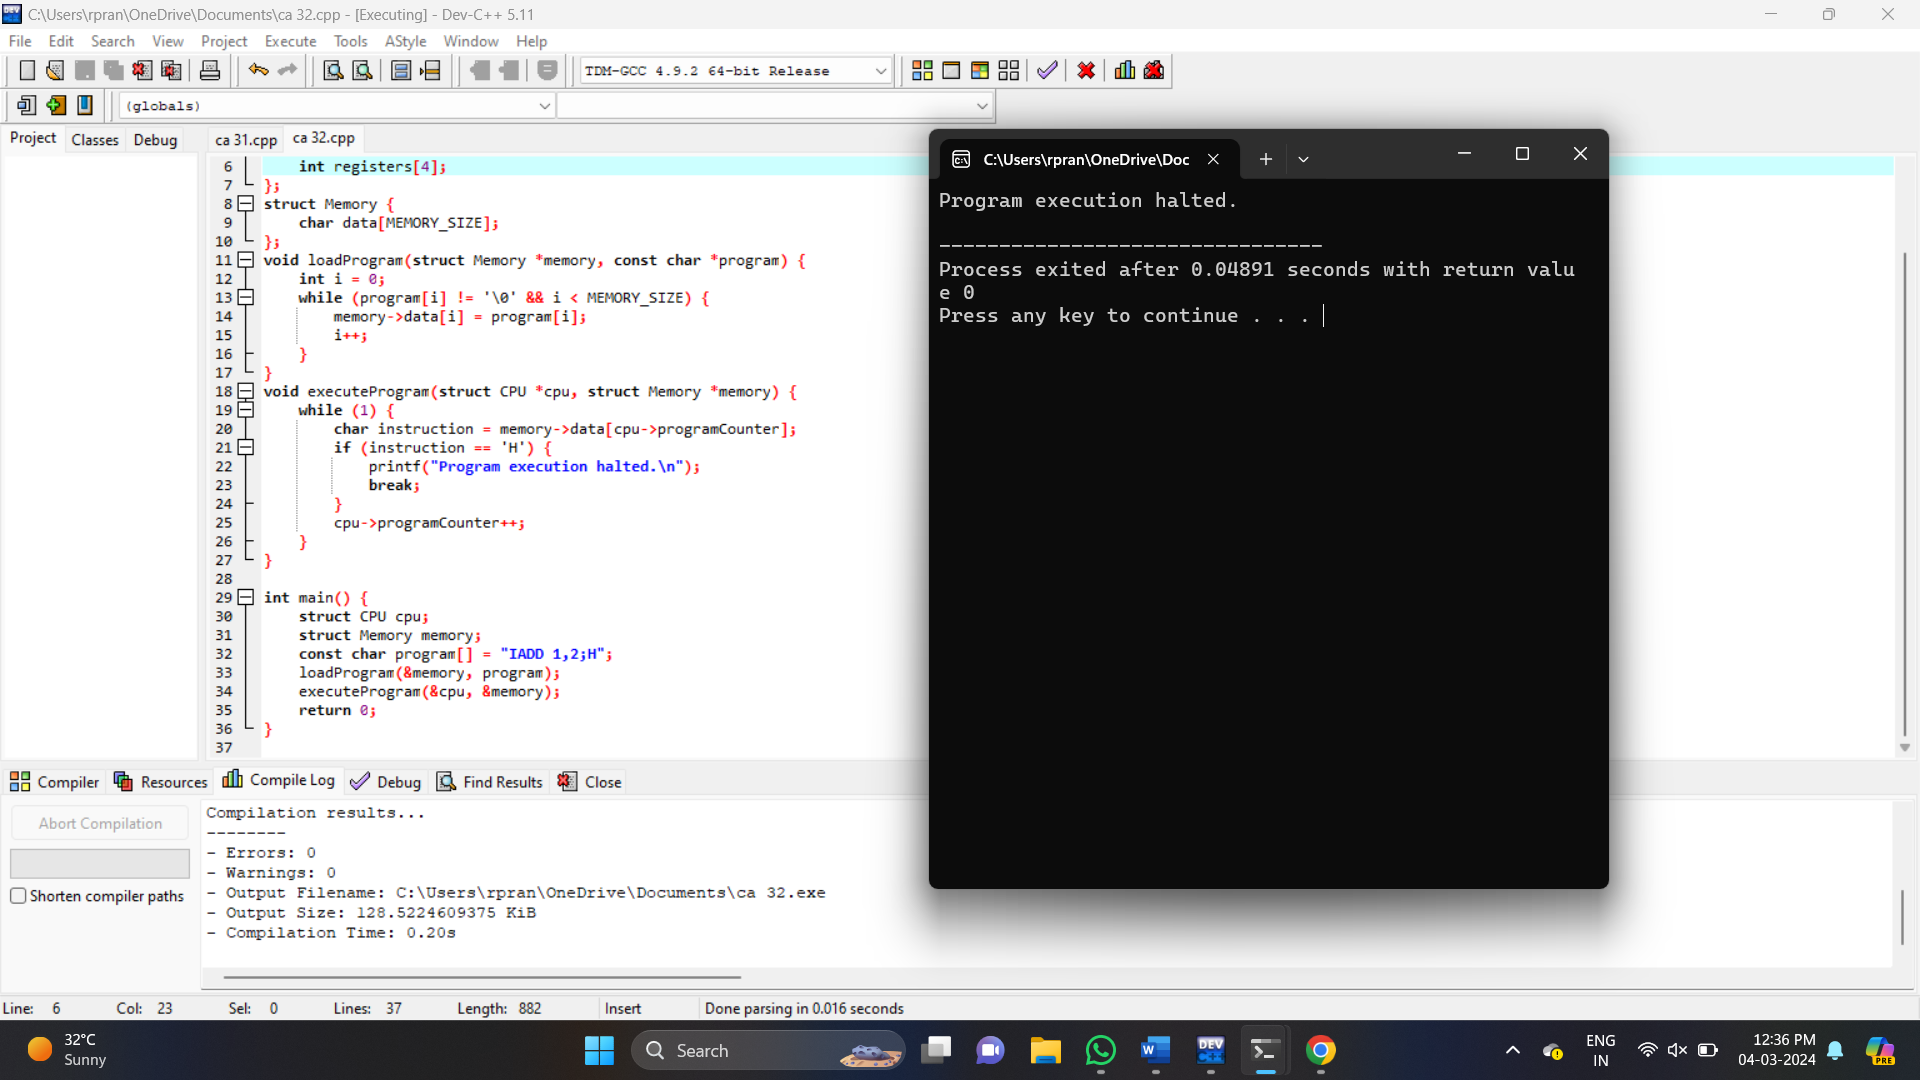 C:\Users\rpran\OneDrive\Documents\ca 32.cpp - [Executing] - Dev-C++ 5.11
File Edit Search View Project Execute Tools AStyle Window Help
TDM-GCC 4.9.2 64-bit Release
(globals)
Project Classes Debug
ca 31.cpp ca 32.cpp
6 int registers[4];
7 };
8 struct Memory {
9 char data[MEMORY_SIZE];
10 };
11 void loadProgram(struct Memory *memory, const char *program) {
12 int i = 0;
13 while (program[i] != '\0' && i < MEMORY_SIZE) {
14 memory->data[i] = program[i];
15 i++;
16 }
17 }
18 void executeProgram(struct CPU *cpu, struct Memory *memory) {
19 while (1) {
20 char instruction = memory->data[cpu->programCounter];
21 if (instruction == 'H') {
22 printf("Program execution halted.\n");
23 break;
24 }
25 cpu->programCounter++;
26 }
27 }
28
29 int main() {
30 struct CPU cpu;
31 struct Memory memory;
32 const char program[] = "IADD 1,2;H";
33 loadProgram(&memory, program);
34 executeProgram(&cpu, &memory);
35 return 0;
36 }
37
C:\Users\rpran\OneDrive\Doc
Program execution halted.
--------------------------------
Process exited after 0.04891 seconds with return valu
e 0
Press any key to continue . . .
Compiler Resources Compile Log Debug Find Results Close
Abort Compilation
Shorten compiler paths
Compilation results...
--------
- Errors: 0
- Warnings: 0
- Output Filename: C:\Users\rpran\OneDrive\Documents\ca 32.exe
- Output Size: 128.5224609375 KiB
- Compilation Time: 0.20s
Line: 6 Col: 23 Sel: 0 Lines: 37 Length: 882 Insert Done parsing in 0.016 seconds
32°C
Sunny
Search
DEV
ENG
IN
12:36 PM
04-03-2024
PRE